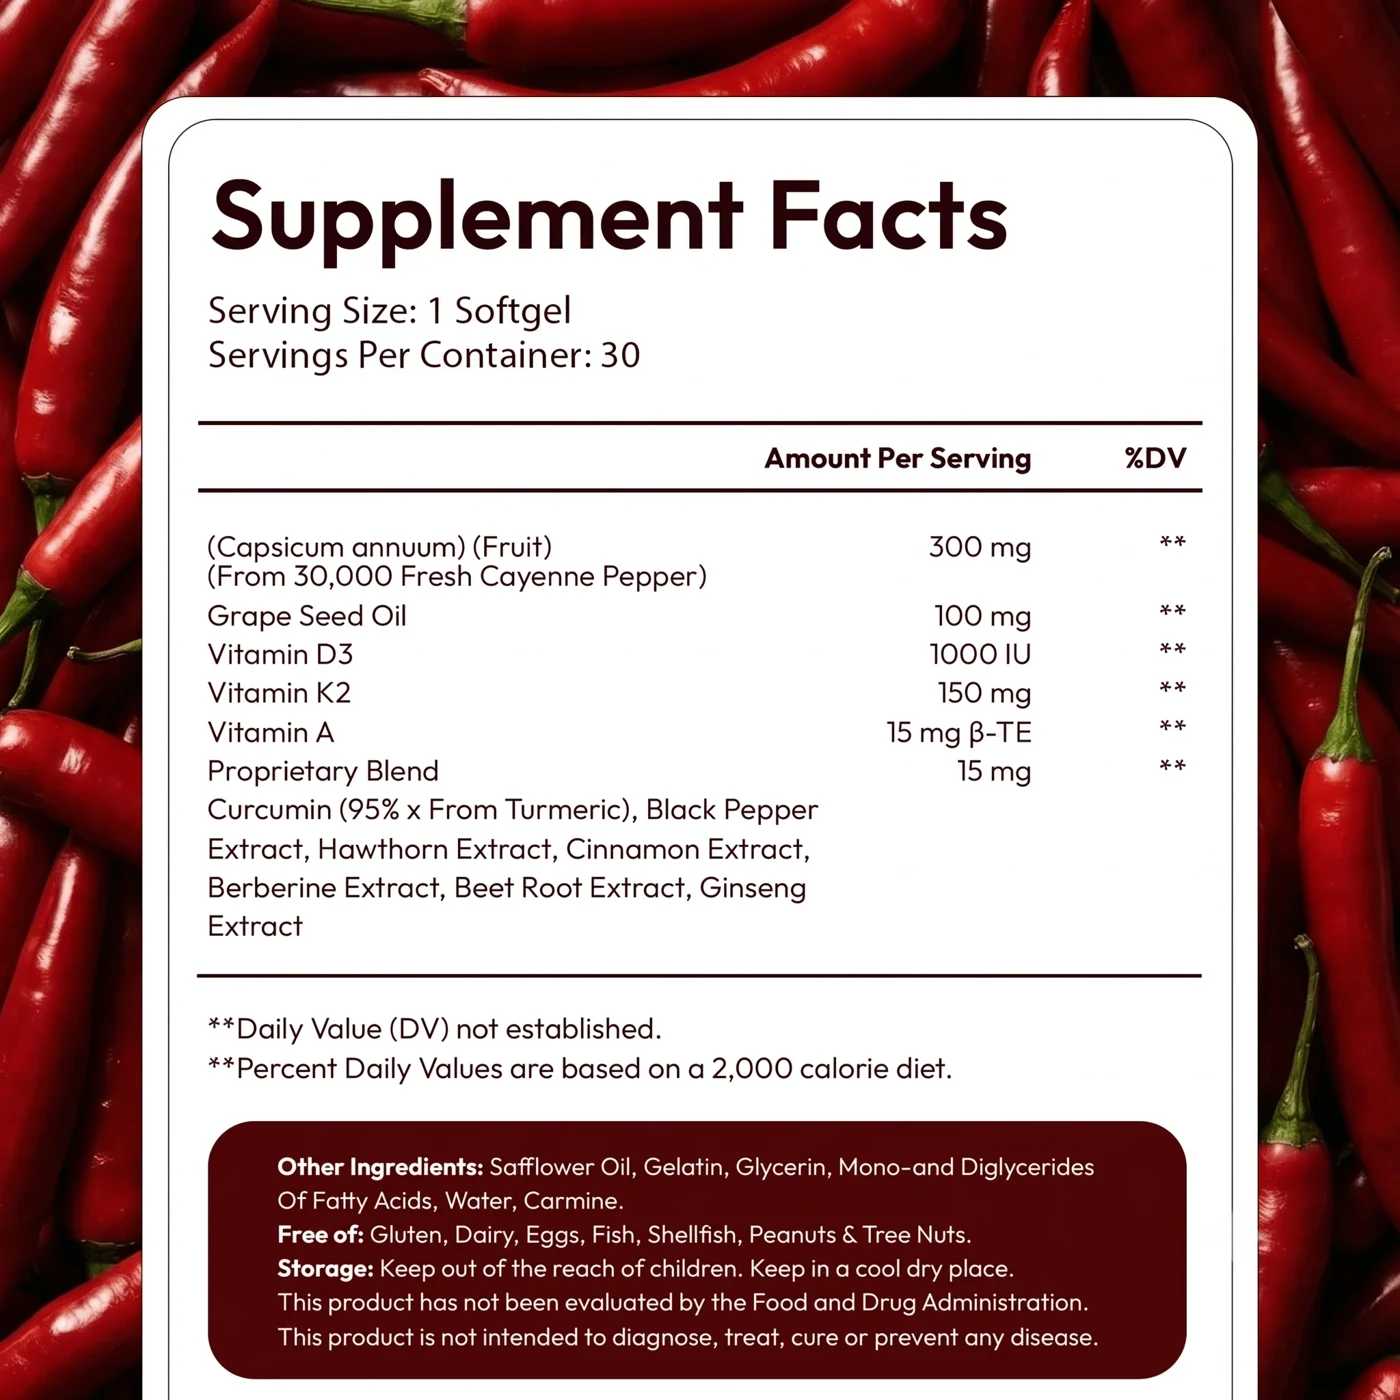 Supplement Facts
Serving Size: 1 Softgel
Servings Per Container: 30
Amount Per Serving %DV
(Capsicum annuum) (Fruit) 300 mg **
(From 30,000 Fresh Cayenne Pepper)
Grape Seed Oil 100 mg **
Vitamin D3 1000 IU **
Vitamin K2 150 mg **
Vitamin A 15 mg β-TE **
Proprietary Blend 15 mg **
Curcumin (95% x From Turmeric), Black Pepper
Extract, Hawthorn Extract, Cinnamon Extract,
Berberine Extract, Beet Root Extract, Ginseng
Extract
**Daily Value (DV) not established.
**Percent Daily Values are based on a 2,000 calorie diet.
Other Ingredients: Safflower Oil, Gelatin, Glycerin, Mono-and Diglycerides
Of Fatty Acids, Water, Carmine.
Free of: Gluten, Dairy, Eggs, Fish, Shellfish, Peanuts & Tree Nuts.
Storage: Keep out of the reach of children. Keep in a cool dry place.
This product has not been evaluated by the Food and Drug Administration.
This product is not intended to diagnose, treat, cure or prevent any disease.